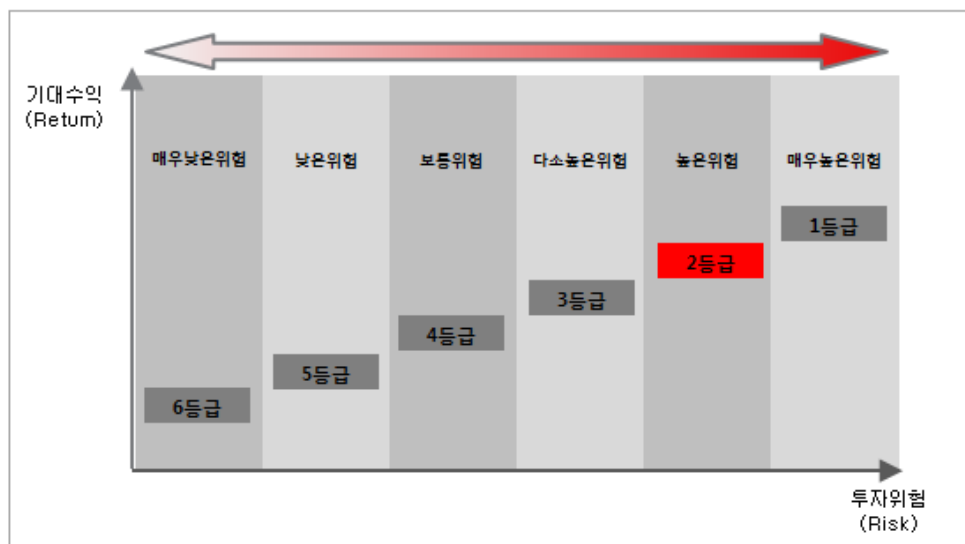 기대수익
(Retum)
매우낮은위험
낮은위험
보통위험
다소높은위험
높은위험
매우높은위험
1등급
2등급
3등급
4등급
5등급
6등급
투자위험
(Risk)